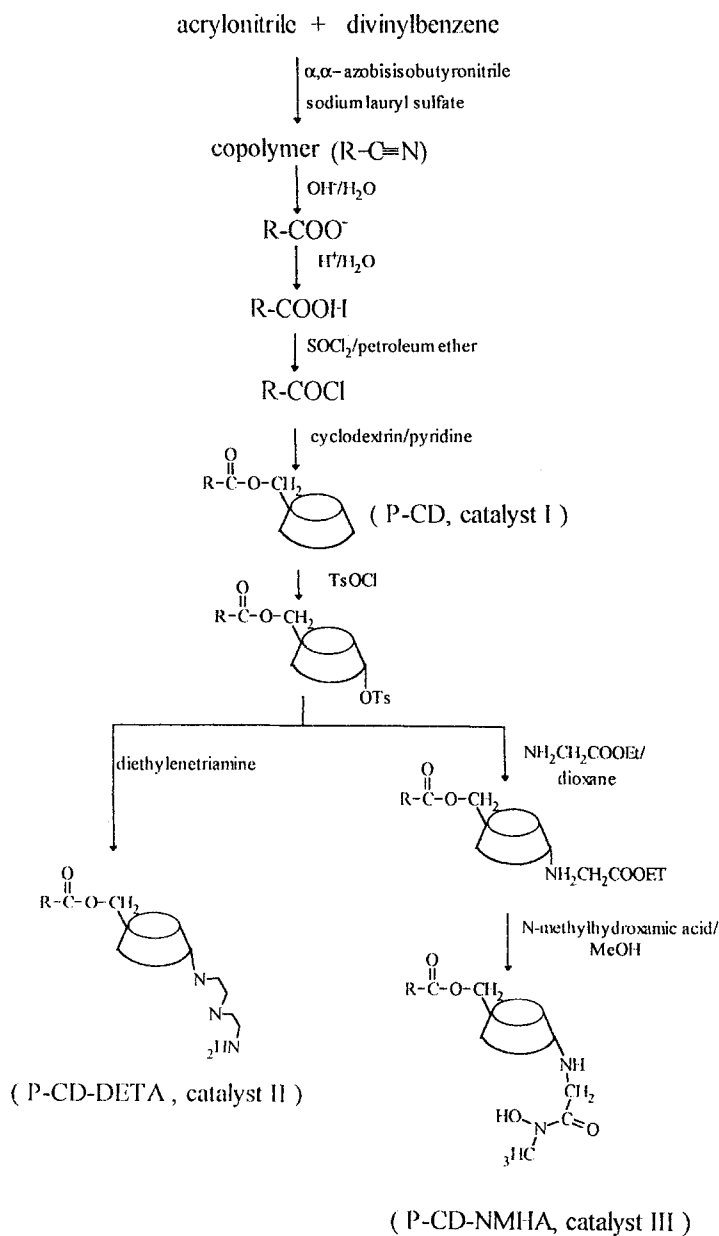 acrylonitrile + divinylbenzene
α,α-azobisisobutyronitrile
sodium lauryl sulfate
copolymer (R-C≡N)
OH⁻/H₂O
R-COO⁻
H⁺/H₂O
R-COOH
SOCl₂/petroleum ether
R-COCl
cyclodextrin/pyridine
O
R-C-O-CH₂
( P-CD, catalyst I )
TsOCl
O
R-C-O-CH₂
OTs
diethylenetriamine
NH₂CH₂COOEt/
dioxane
O
R-C-O-CH₂
NH₂CH₂COOET
O
R-C-O-CH₂
N
N
₂HN
( P-CD-DETA , catalyst II )
N-methylhydroxamic acid/
MeOH
O
R-C-O-CH₂
NH
CH₂
HO
N
C
O
₃HC
( P-CD-NMHA, catalyst III )